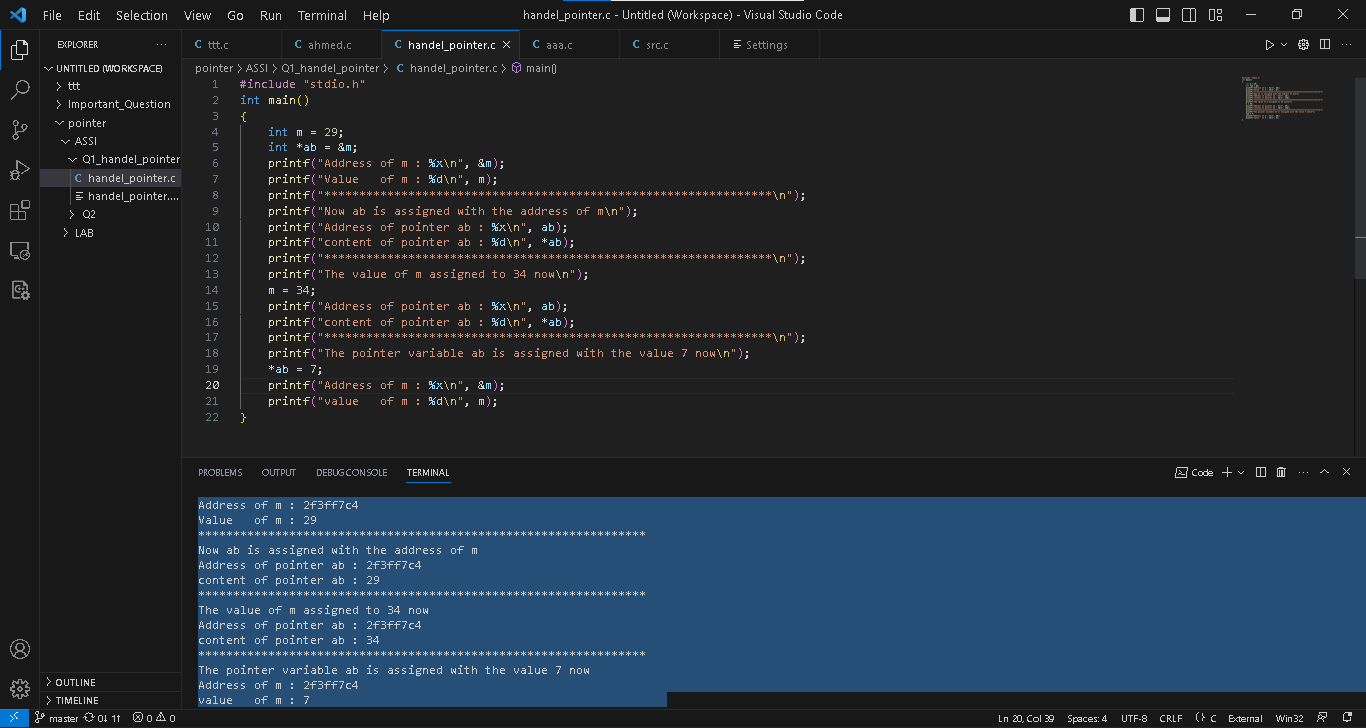 File Edit Selection View Go Run Terminal Help
handel_pointer.c - Untitled (Workspace) - Visual Studio Code
EXPLORER
UNTITLED (WORKSPACE)
ttt
Important_Question
pointer
ASSI
Q1_handel_pointer
C handel_pointer.c
handel_pointer....
Q2
LAB
OUTLINE
TIMELINE
C ttt.c C ahmed.c C handel_pointer.c C aaa.c C src.c Settings
pointer > ASSI > Q1_handel_pointer > C handel_pointer.c > main()
1 #include "stdio.h"
2 int main()
3 {
4     int m = 29;
5     int *ab = &m;
6     printf("Address of m : %x\n", &m);
7     printf("Value   of m : %d\n", m);
8     printf("****************************************************************\n");
9     printf("Now ab is assigned with the address of m\n");
10     printf("Address of pointer ab : %x\n", ab);
11     printf("content of pointer ab : %d\n", *ab);
12     printf("****************************************************************\n");
13     printf("The value of m assigned to 34 now\n");
14     m = 34;
15     printf("Address of pointer ab : %x\n", ab);
16     printf("content of pointer ab : %d\n", *ab);
17     printf("****************************************************************\n");
18     printf("The pointer variable ab is assigned with the value 7 now\n");
19     *ab = 7;
20     printf("Address of m : %x\n", &m);
21     printf("value   of m : %d\n", m);
22 }
PROBLEMS OUTPUT DEBUG CONSOLE TERMINAL
Code
Address of m : 2f3ff7c4
Value   of m : 29
****************************************************************
Now ab is assigned with the address of m
Address of pointer ab : 2f3ff7c4
content of pointer ab : 29
****************************************************************
The value of m assigned to 34 now
Address of pointer ab : 2f3ff7c4
content of pointer ab : 34
****************************************************************
The pointer variable ab is assigned with the value 7 now
Address of m : 2f3ff7c4
value   of m : 7
master 0↓ 1↑ 0 0
Ln 20, Col 39 Spaces: 4 UTF-8 CRLF C External Win32